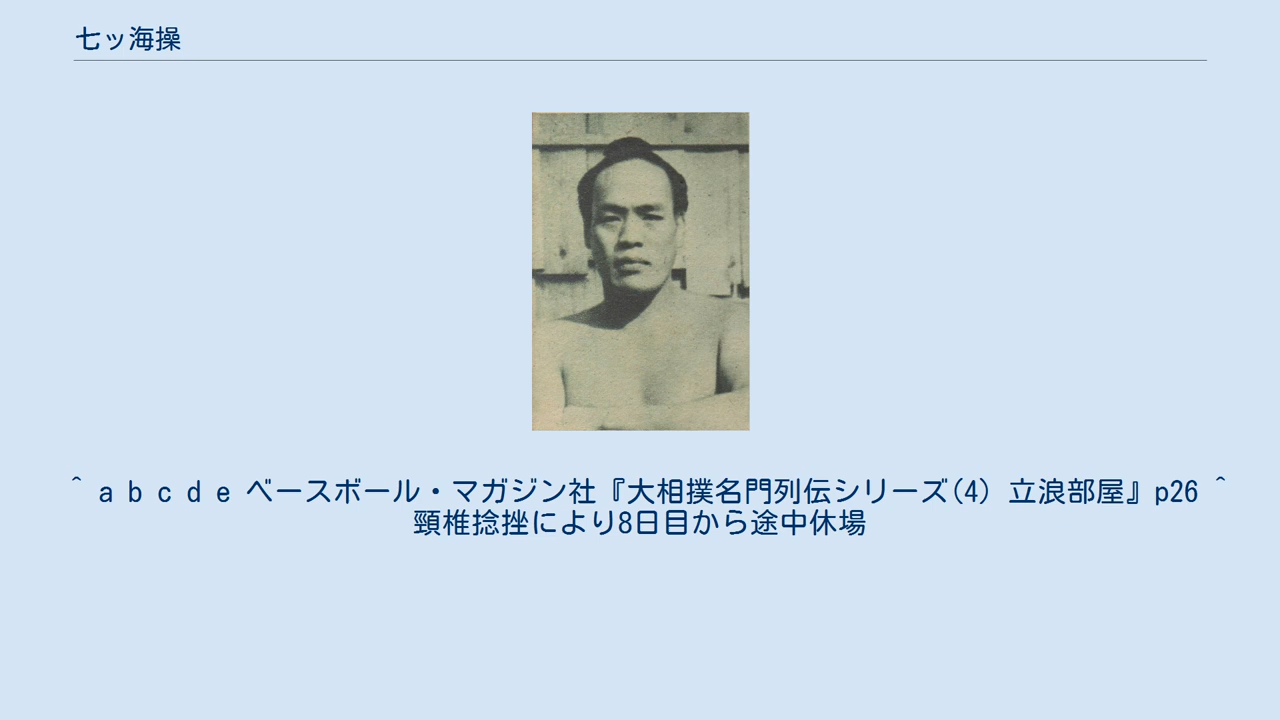 七ッ海操
^ a b c d e ベースボール・マガジン社『大相撲名門列伝シリーズ(4) 立浪部屋』p26 ^
頸椎捻挫により8日目から途中休場